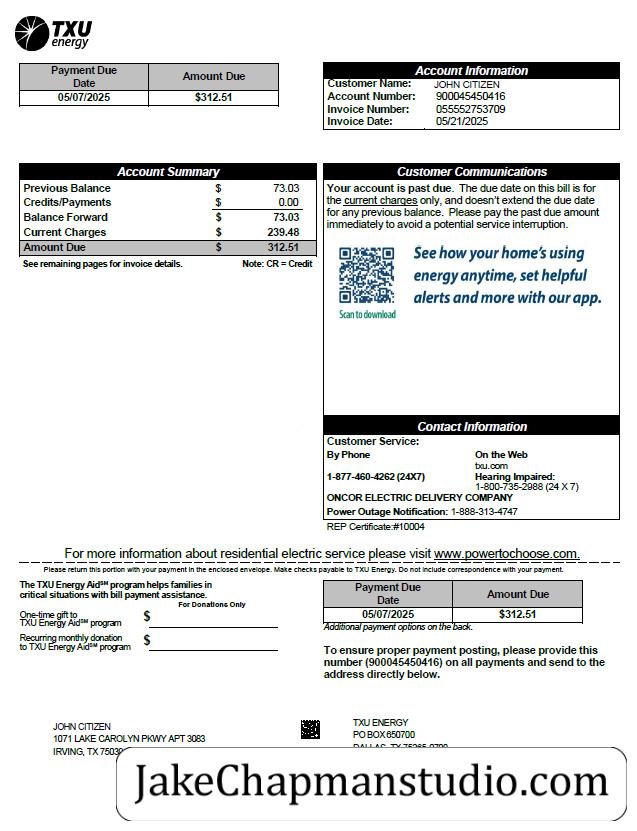 TXU
energy
Payment Due
Date
Amount Due
05/07/2025
$312.51
Account Information
Customer Name: JOHN CITIZEN
Account Number: 900045450416
Invoice Number: 055552753709
Invoice Date: 05/21/2025
Account Summary
Previous Balance $ 73.03
Credits/Payments $ 0.00
Balance Forward $ 73.03
Current Charges $ 239.48
Amount Due $ 312.51
See remaining pages for invoice details. Note: CR = Credit
Customer Communications
Your account is past due. The due date on this bill is for
the current charges only, and doesn't extend the due date
for any previous balance. Please pay the past due amount
immediately to avoid a potential service interruption.
See how your home's using
energy anytime, set helpful
alerts and more with our app.
Scan to download
Contact Information
Customer Service:
By Phone On the Web
txu.com
1-877-460-4262 (24X7) Hearing Impaired:
1-800-735-2988 (24 X 7)
ONCOR ELECTRIC DELIVERY COMPANY
Power Outage Notification: 1-888-313-4747
REP Certificate:#10004
For more information about residential electric service please visit www.powertochoose.com.
Please return this portion with your payment in the enclosed envelope. Make checks payable to TXU Energy. Do not include correspondence with your payment.
The TXU Energy Aid℠ program helps families in
critical situations with bill payment assistance.
For Donations Only
One-time gift to
TXU Energy Aid℠ program $
Recurring monthly donation
to TXU Energy Aid℠ program $
Payment Due
Date
Amount Due
05/07/2025
$312.51
Additional payment options on the back.
To ensure proper payment posting, please provide this
number (900045450416) on all payments and send to the
address directly below.
JOHN CITIZEN
1071 LAKE CAROLYN PKWY APT 3083
IRVING, TX 75039
TXU ENERGY
PO BOX 650700
DALLAS, TX 75265-0700
JakeChapmanstudio.com